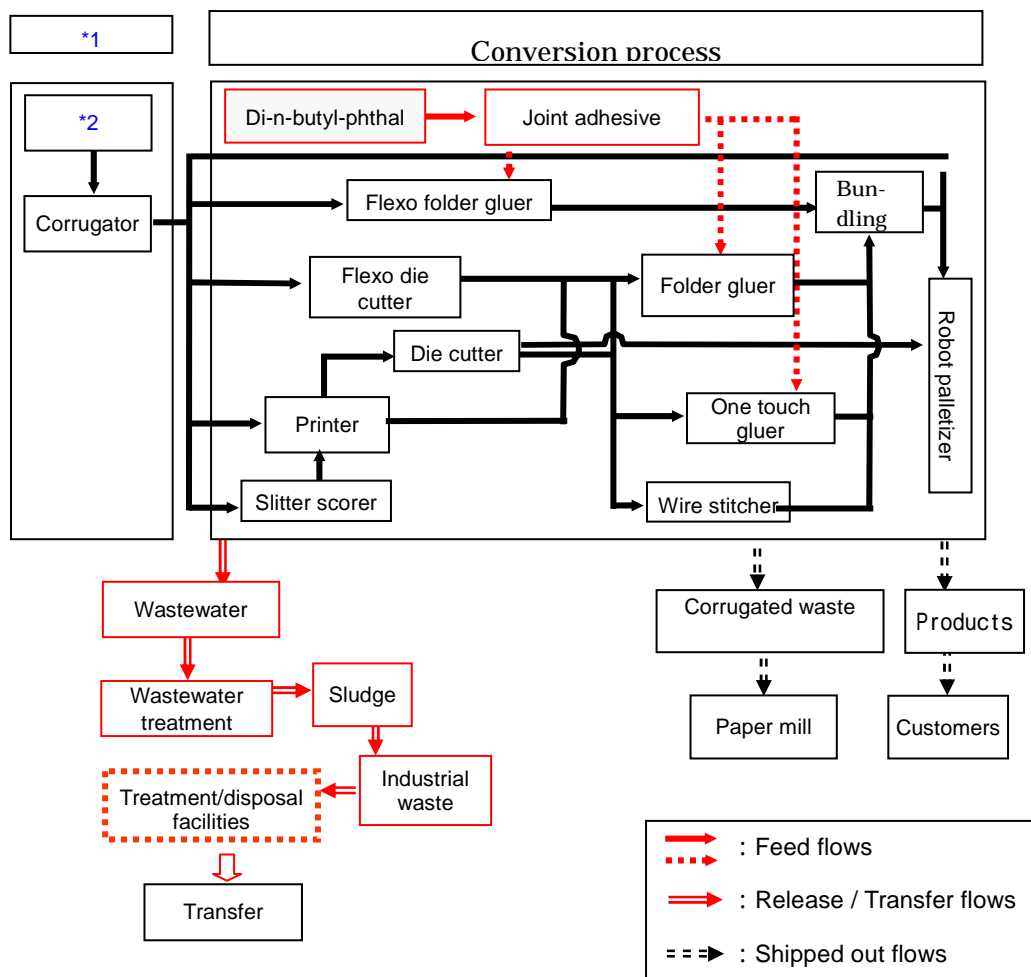 *1
Conversion process
*2
Corrugator
Di-n-butyl-phthal
Joint adhesive
Flexo folder gluer
Bun-
dling
Flexo die
cutter
Folder gluer
Die cutter
Robot palletizer
Printer
One touch
gluer
Slitter scorer
Wire stitcher
Wastewater
Corrugated waste
Products
Wastewater
treatment
Sludge
Paper mill
Customers
Industrial
waste
Treatment/disposal
facilities
Transfer
: Feed flows
: Release / Transfer flows
: Shipped out flows